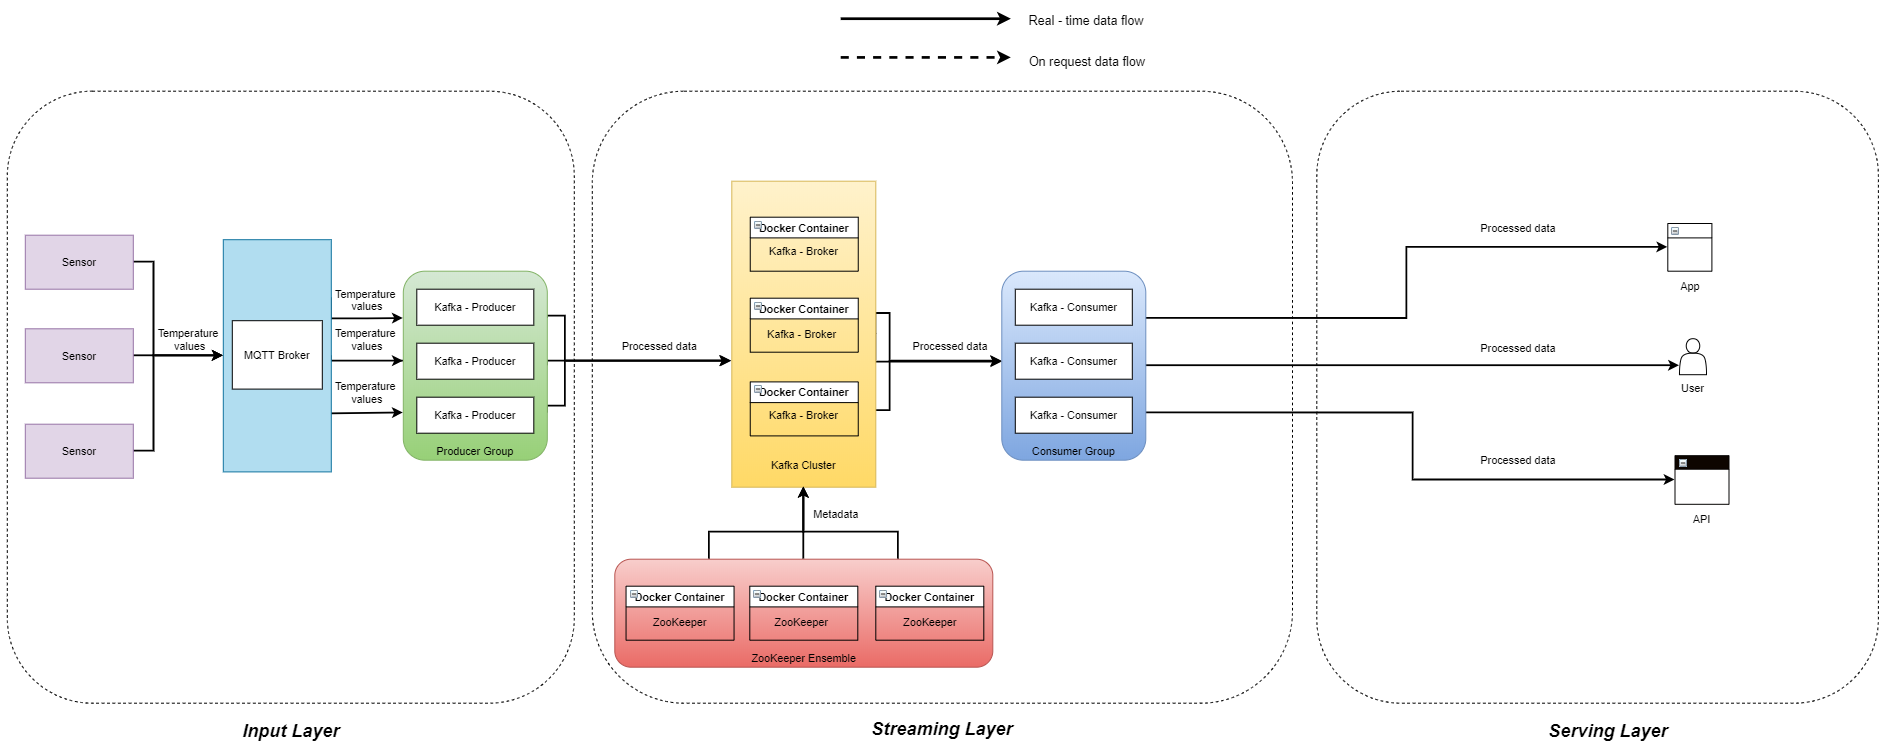 Real - time data flow
On request data flow
Sensor
Sensor
Sensor
Temperature
values
MQTT Broker
Temperature
values
Temperature
values
Temperature
values
Kafka - Producer
Kafka - Producer
Kafka - Producer
Producer Group
Input Layer
Processed data
Docker Container
Kafka - Broker
Docker Container
Kafka - Broker
Docker Container
Kafka - Broker
Kafka Cluster
Metadata
Docker Container
ZooKeeper
Docker Container
ZooKeeper
Docker Container
ZooKeeper
ZooKeeper Ensemble
Processed data
Kafka - Consumer
Kafka - Consumer
Kafka - Consumer
Consumer Group
Streaming Layer
Processed data
App
Processed data
User
Processed data
API
Serving Layer